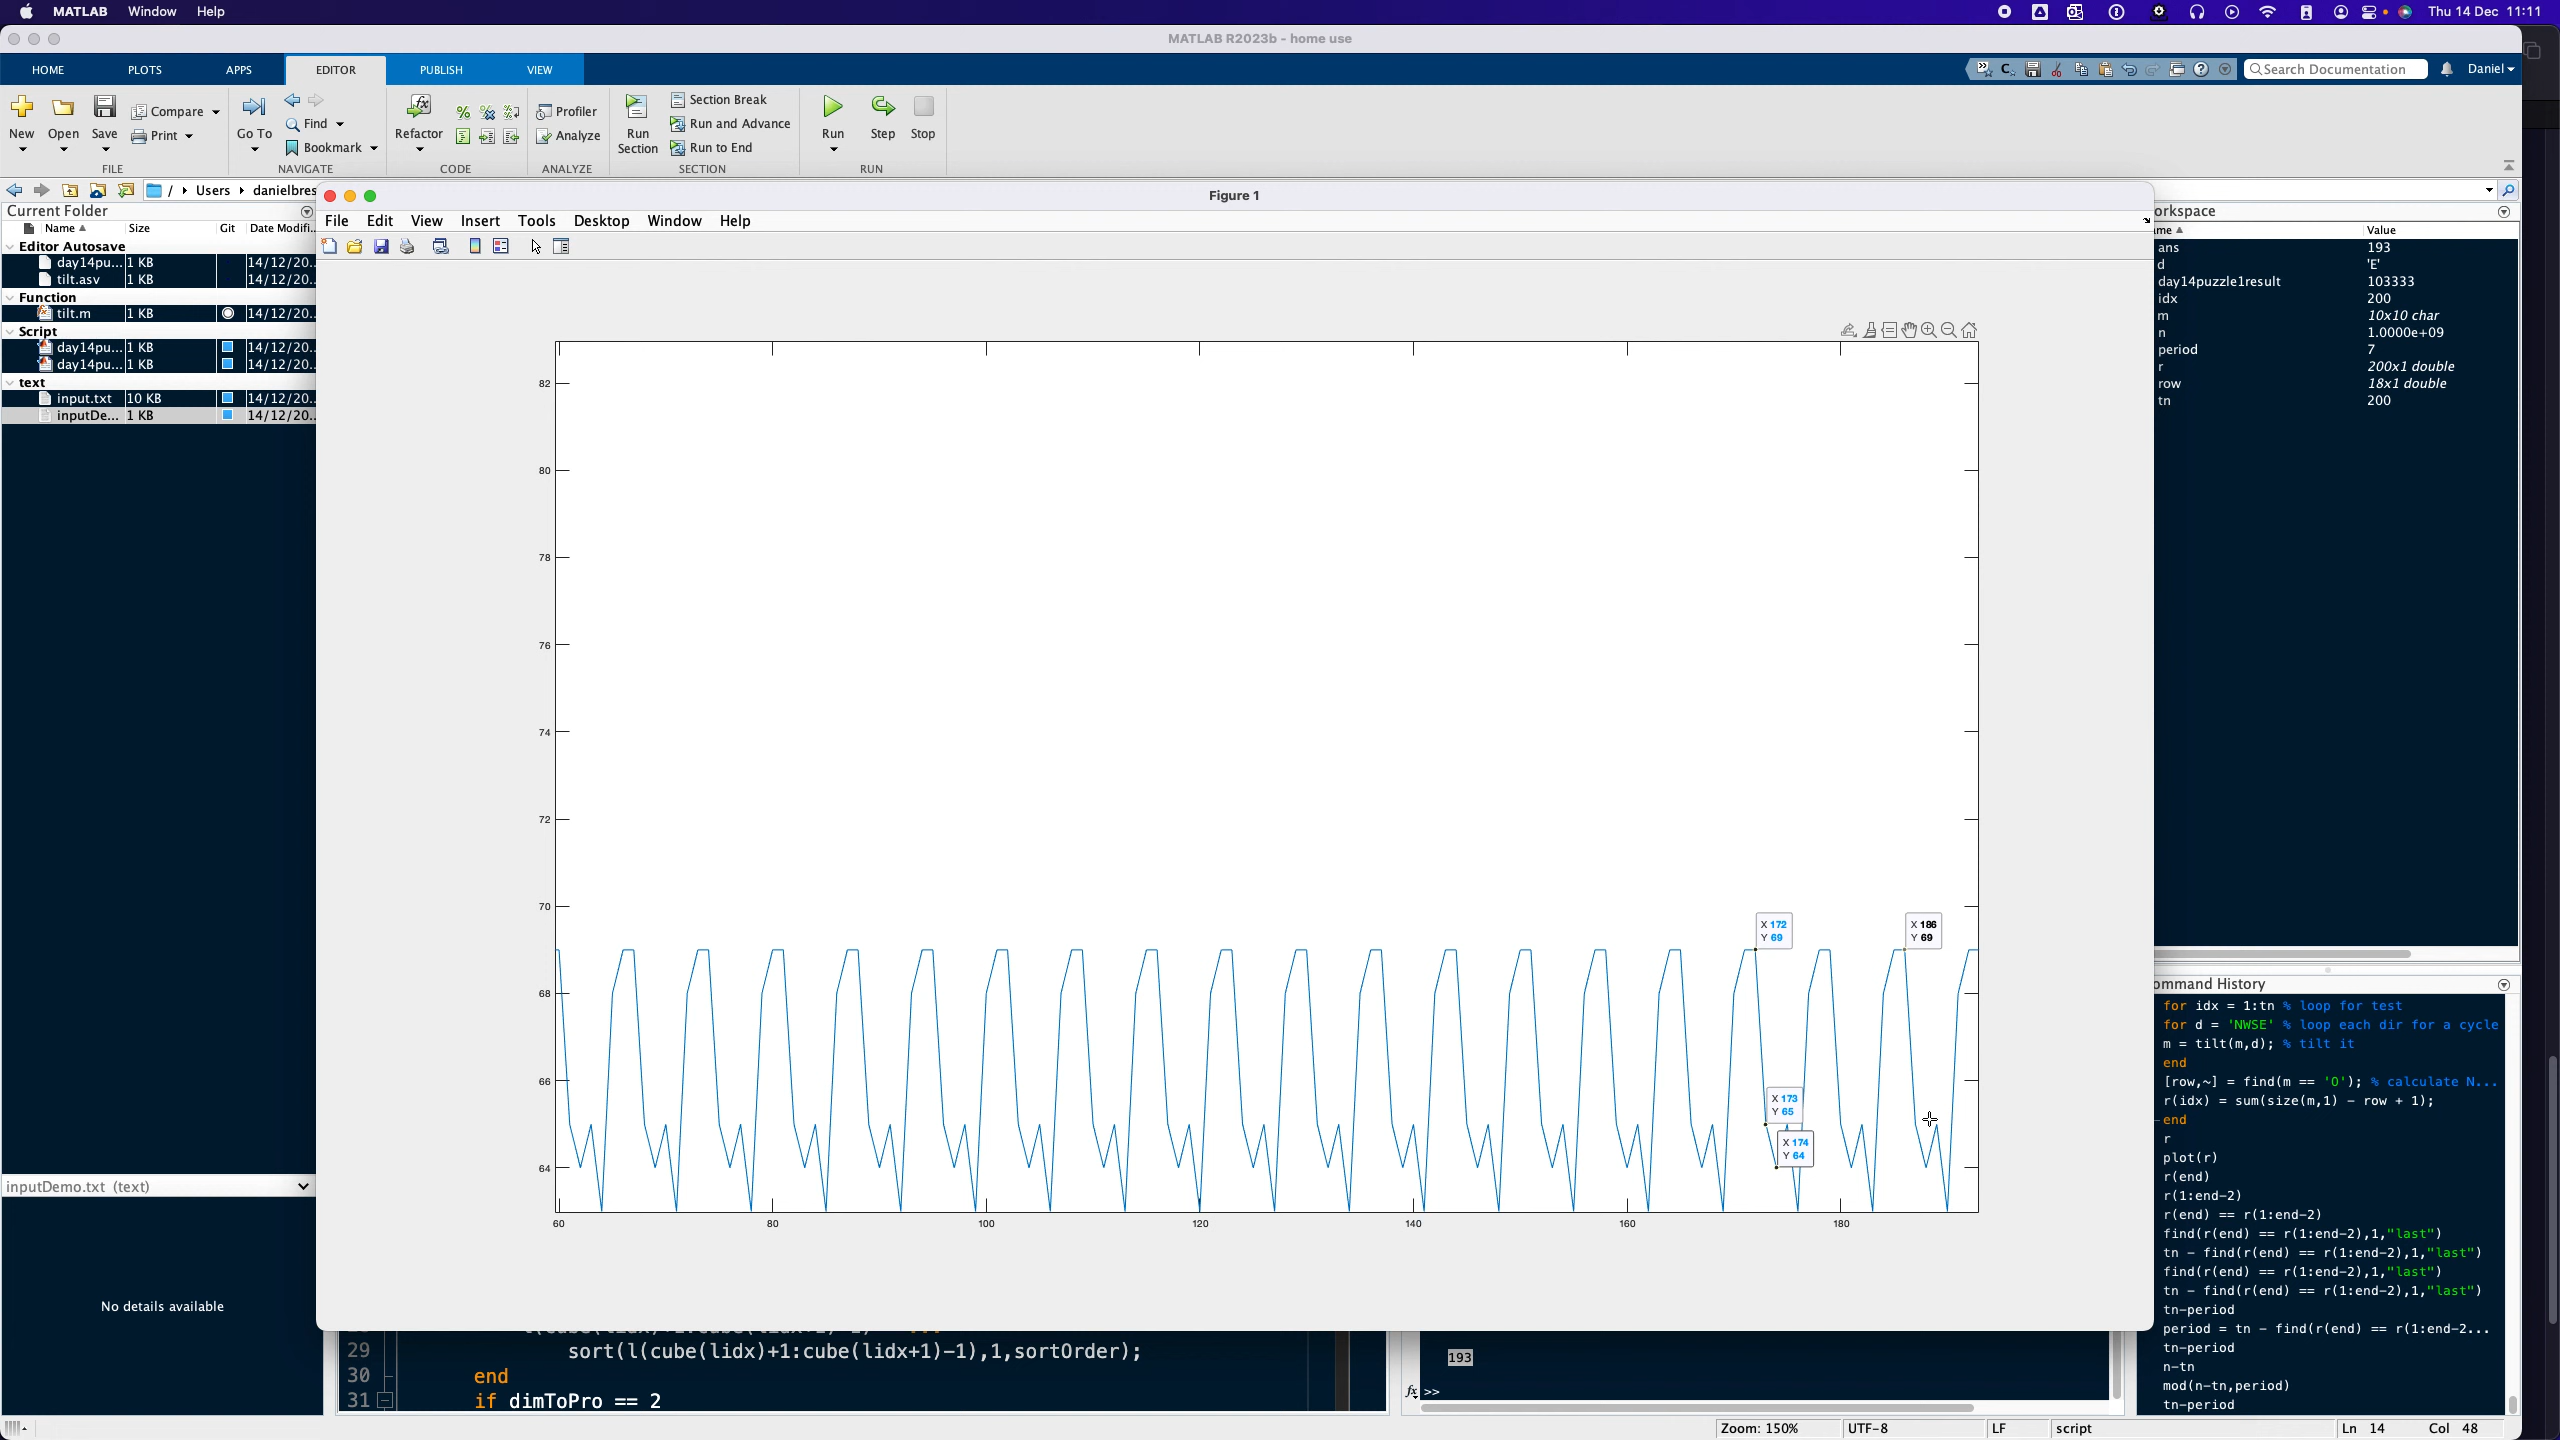 MATLAB Window Help Thu 14 Dec 11:11
MATLAB R2023b - home use
HOME PLOTS APPS EDITOR PUBLISH VIEW Search Documentation Daniel
New Open Save Compare Print
FILE
Go To Find Bookmark
NAVIGATE
Refactor
CODE
Profiler
Analyze
ANALYZE
Run Section
Section Break
Run and Advance
Run to End
SECTION
Run Step Stop
RUN
/ Users danielbres
Current Folder
Name Size Git Date Modifi...
Editor Autosave
day14pu... 1 KB 14/12/20...
tilt.asv 1 KB 14/12/20...
Function
tilt.m 1 KB 14/12/20...
Script
day14pu... 1 KB 14/12/20...
day14pu... 1 KB 14/12/20...
text
input.txt 10 KB 14/12/20...
inputDe... 1 KB 14/12/20...
inputDemo.txt (text)
No details available
Figure 1
File Edit View Insert Tools Desktop Window Help
82
80
78
76
74
72
70
68
66
64
60 80 100 120 140 160 180
X 172
Y 69
X 186
Y 69
X 173
Y 65
X 174
Y 64
orkspace
me Value
ans 193
d 'E'
day14puzzle1result 103333
idx 200
m 10x10 char
n 1.0000e+09
period 7
r 200x1 double
row 18x1 double
tn 200
ommand History
for idx = 1:tn % loop for test
for d = 'NWSE' % loop each dir for a cycle
m = tilt(m,d); % tilt it
end
[row,~] = find(m == 'O'); % calculate N...
r(idx) = sum(size(m,1) - row + 1);
end
r
plot(r)
r(end)
r(1:end-2)
r(end) == r(1:end-2)
find(r(end) == r(1:end-2),1,"last")
tn - find(r(end) == r(1:end-2),1,"last")
find(r(end) == r(1:end-2),1,"last")
tn - find(r(end) == r(1:end-2),1,"last")
tn-period
period = tn - find(r(end) == r(1:end-2...
tn-period
n-tn
mod(n-tn,period)
tn-period
29 sort(l(cube(lidx)+1:cube(lidx+1)-1),1,sortOrder);
30 end
31 if dimToPro == 2
193
fx >>
Zoom: 150% UTF-8 LF script Ln 14 Col 48